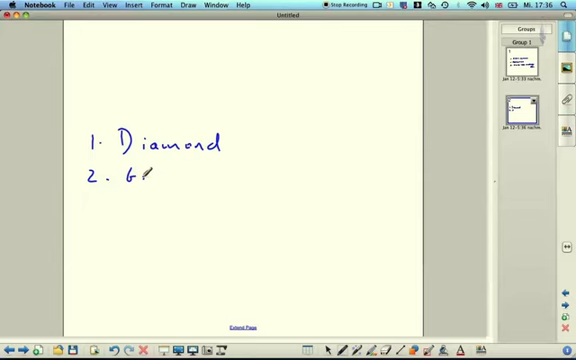 Notebook File Edit View Insert Format Draw Window Help Stop Recording Mi. 17:36
Untitled
Groups
Group 1
1. Diamond
2. G
Extend Page